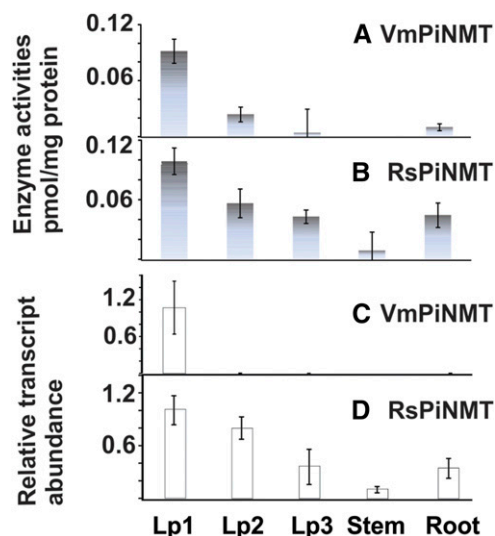 Enzyme activities
pmol/mg protein
0.12
0.06
A VmPiNMT
0.12
0.06
B RsPiNMT
Relative transcript
abundance
1.2
0.6
C VmPiNMT
1.2
0.6
D RsPiNMT
Lp1 Lp2 Lp3 Stem Root